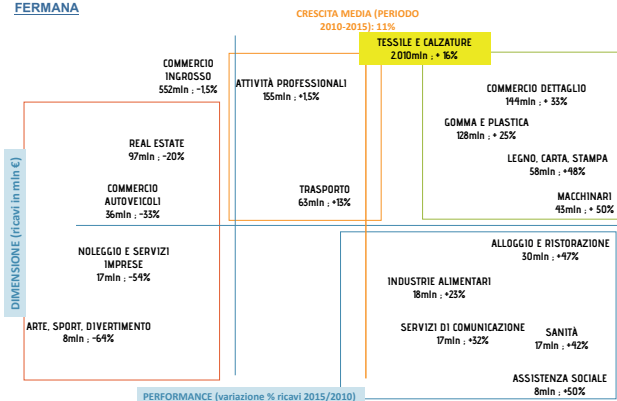 FERMANA
CRESCITA MEDIA (PERIODO
2010-2015): 11%
TESSILE E CALZATURE
2.010mln ; + 16%
COMMERCIO
INGROSSO
552mln ; -1,5%
ATTIVITÀ PROFESSIONALI
155mln ; +1,5%
COMMERCIO DETTAGLIO
144mln ; + 33%
GOMMA E PLASTICA
128mln ; + 25%
REAL ESTATE
97mln ; -20%
LEGNO, CARTA, STAMPA
58mln ; +48%
COMMERCIO
AUTOVEICOLI
36mln ; -33%
TRASPORTO
63mln ; +13%
MACCHINARI
43mln ; + 50%
DIMENSIONE (ricavi in mln €)
NOLEGGIO E SERVIZI
IMPRESE
17mln ; -54%
ALLOGGIO E RISTORAZIONE
30mln ; +47%
INDUSTRIE ALIMENTARI
18mln ; +23%
ARTE, SPORT, DIVERTIMENTO
8mln ; -64%
SERVIZI DI COMUNICAZIONE
17mln ; +32%
SANITÀ
17mln ; +42%
ASSISTENZA SOCIALE
8mln ; +50%
PERFORMANCE (variazione % ricavi 2015/2010)